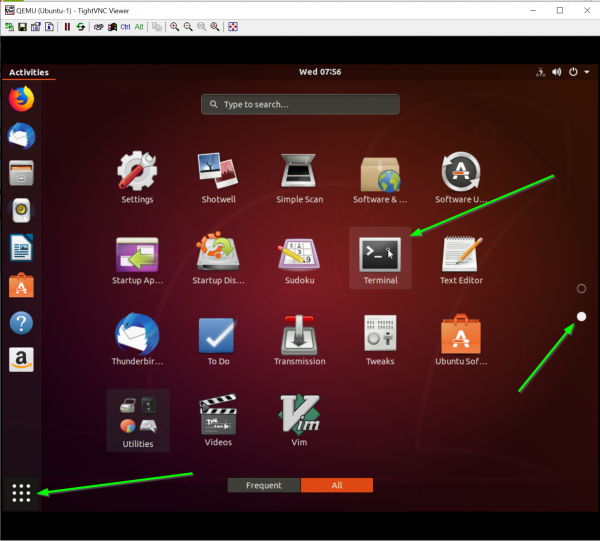 QEMU (Ubuntu-1) - TightVNC Viewer
Ctrl Alt
Activities
Wed 07:56
Type to search...
Settings
Shotwell
Simple Scan
Software & ...
Software U...
Startup Ap...
Startup Dis...
Sudoku
Terminal
Text Editor
Thunderbir...
To Do
Transmission
Tweaks
Ubuntu Sof...
Utilities
Videos
Vim
Frequent
All